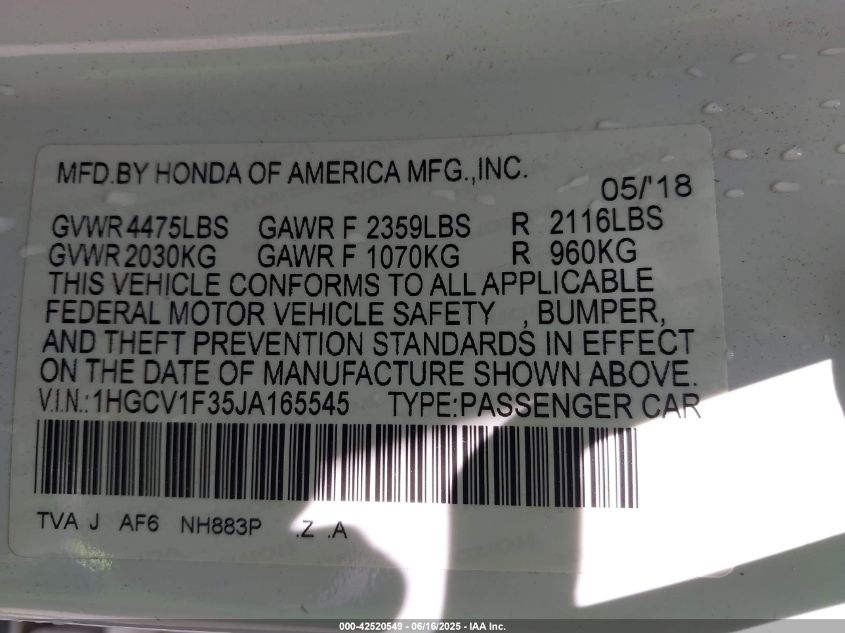 MFD.BY HONDA OF AMERICA MFG.,INC.
05/'18
GVWR 4475LBS GAWR F 2359LBS R 2116LBS
GVWR 2030KG GAWR F 1070KG R 960KG
THIS VEHICLE CONFORMS TO ALL APPLICABLE
FEDERAL MOTOR VEHICLE SAFETY , BUMPER,
AND THEFT PREVENTION STANDARDS IN EFFECT
ON THE DATE OF MANUFACTURE SHOWN ABOVE.
V.I.N.:1HGCV1F35JA165545 TYPE:PASSENGER CAR
TVA J AF6 NH883P .Z .A
000-42520549 - 06/16/2025 - IAA Inc.